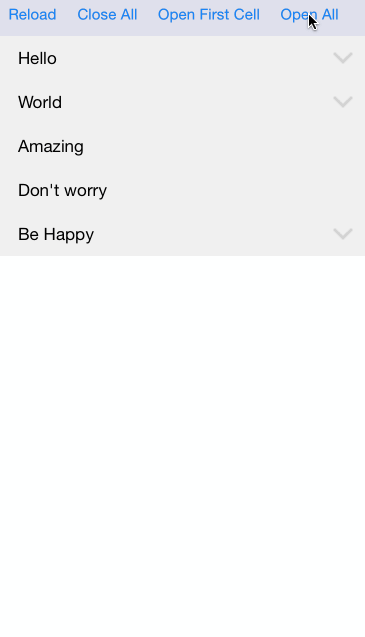 Reload Close All Open First Cell Open All
Hello
World
Amazing
Don't worry
Be Happy